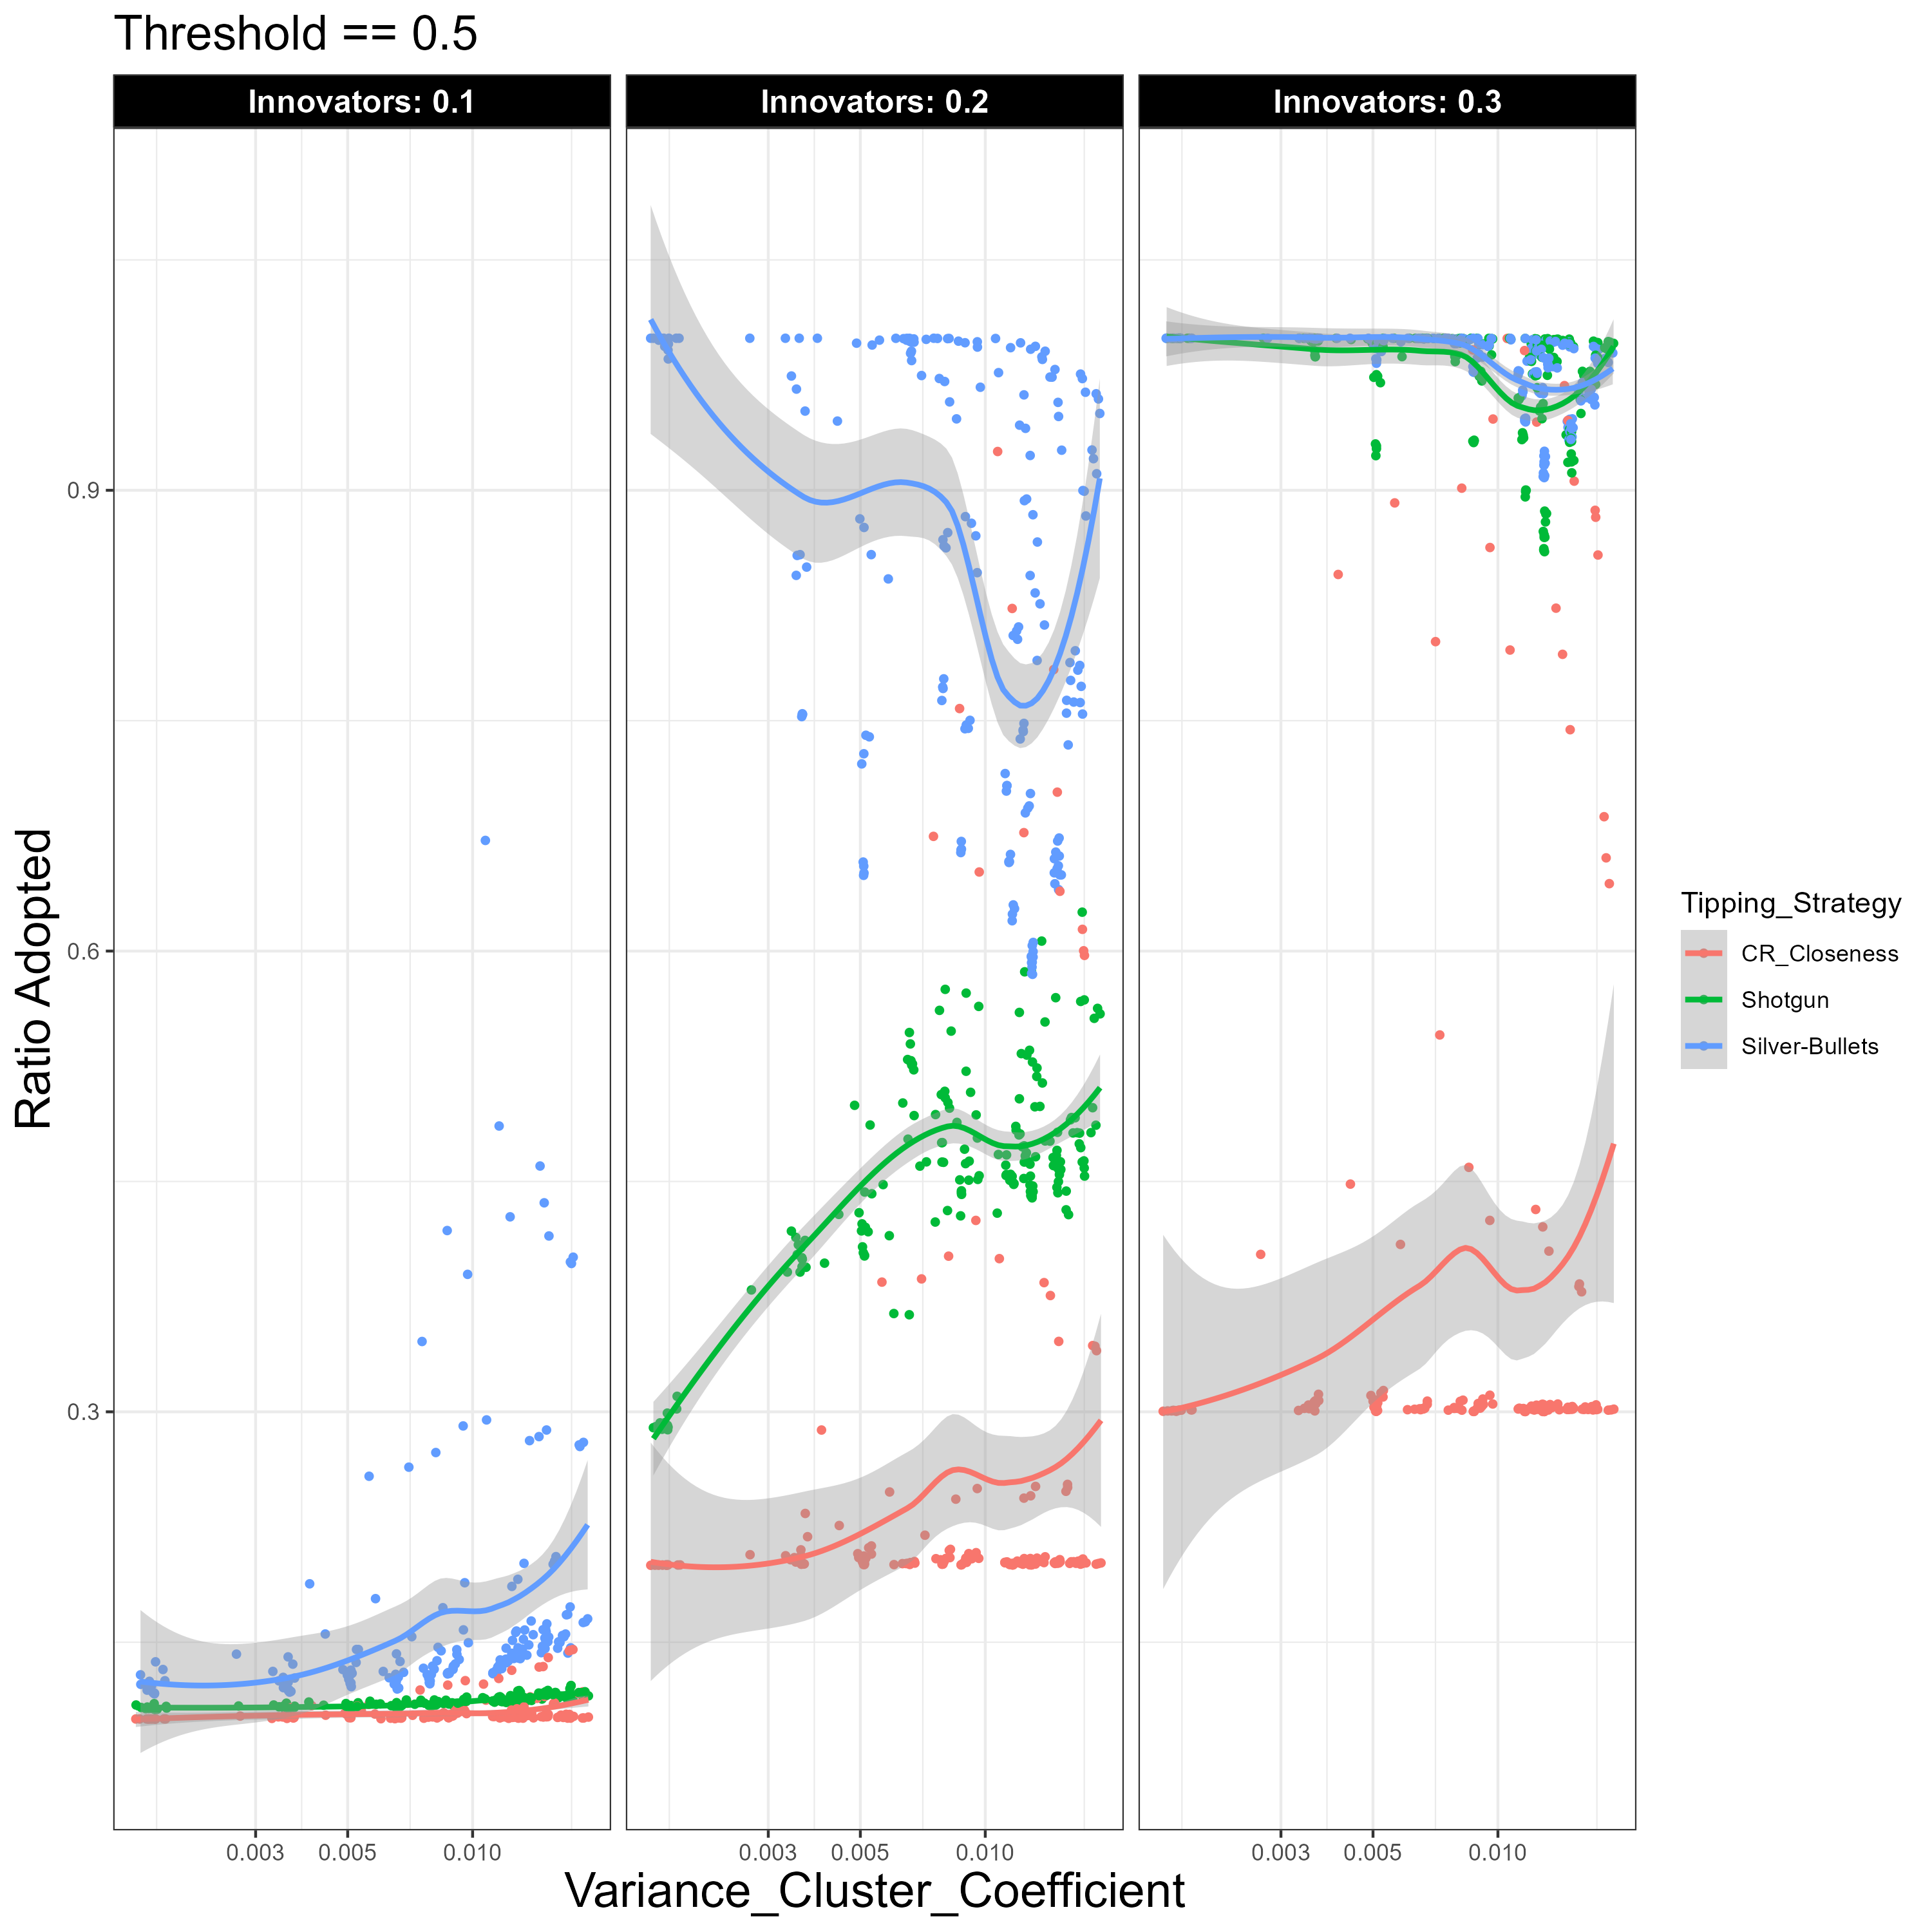 Threshold == 0.5
Innovators: 0.1
Innovators: 0.2
Innovators: 0.3
Ratio Adopted
0.9
0.6
0.3
0.003 0.005 0.010
0.003 0.005 0.010
0.003 0.005 0.010
Variance_Cluster_Coefficient
Tipping_Strategy
CR_Closeness
Shotgun
Silver-Bullets